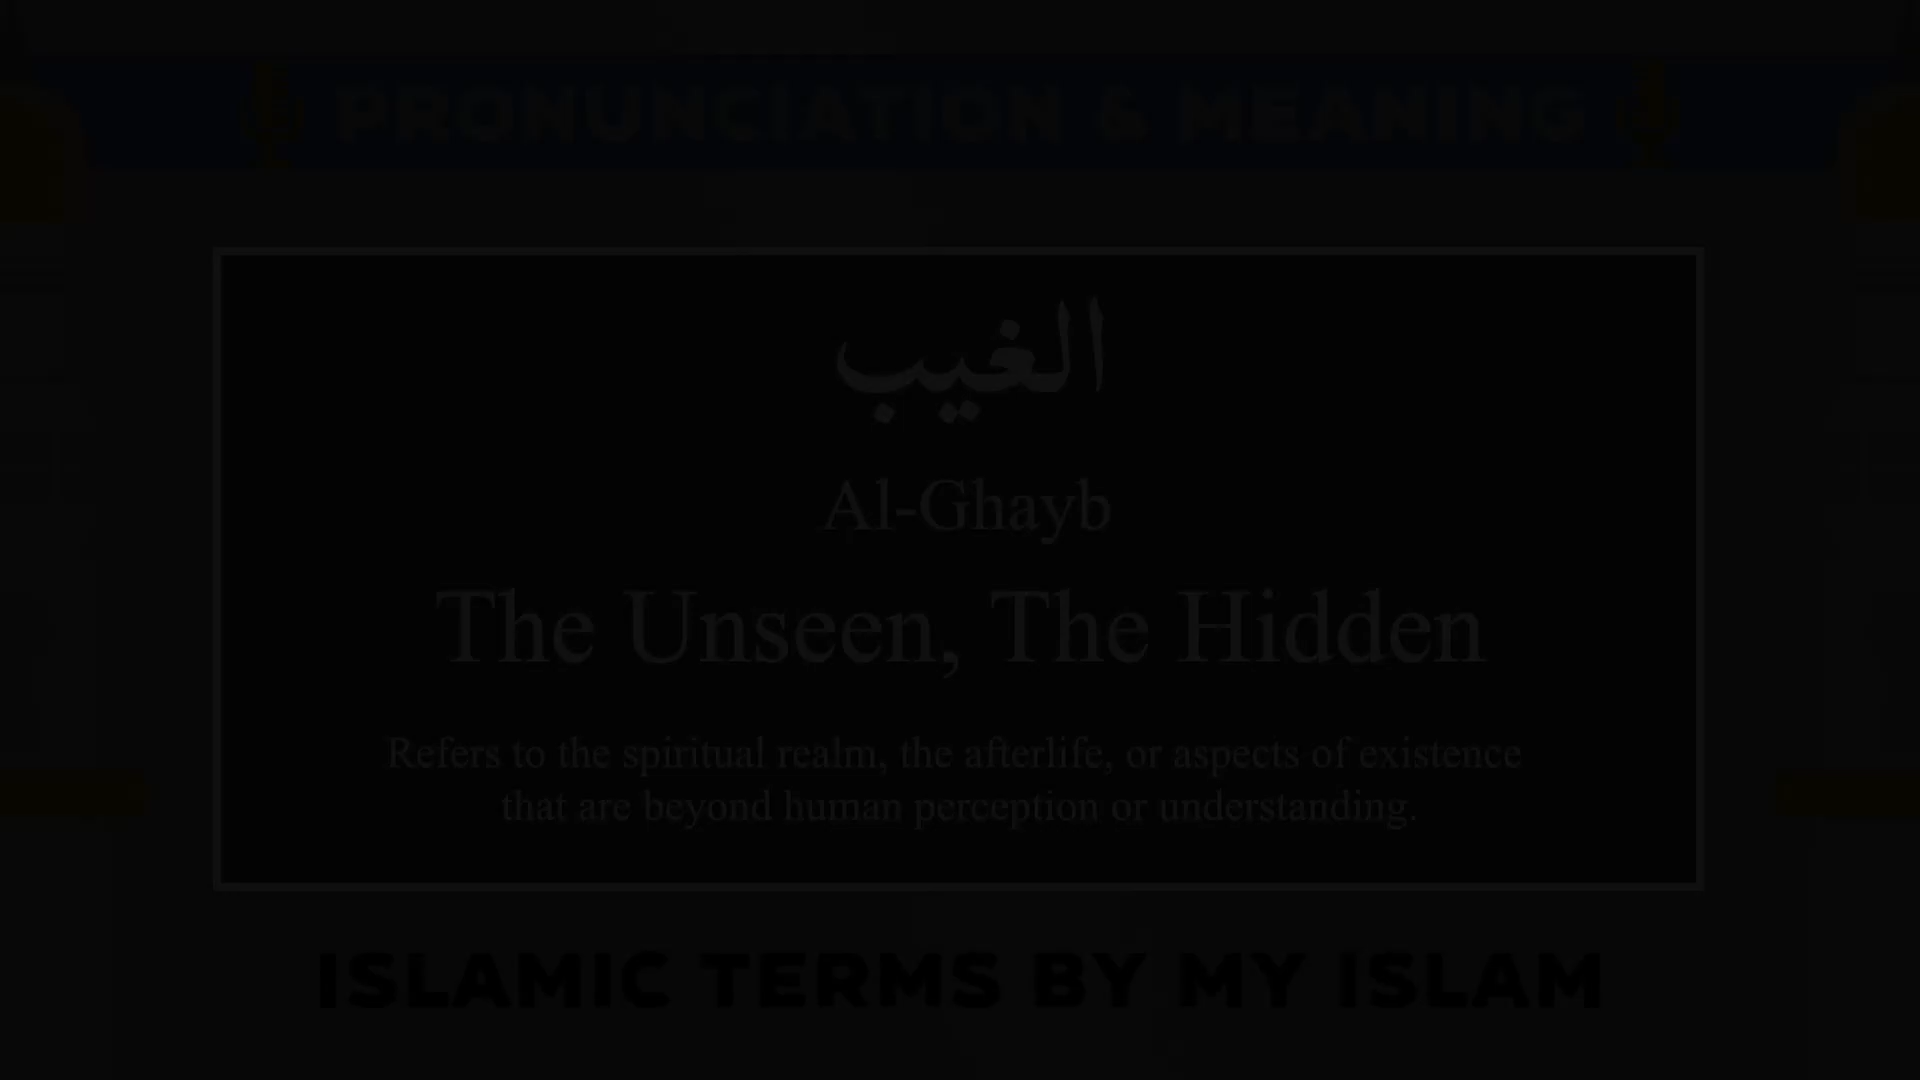 PRONUNCIATION & MEANING
الغيب
Al-Ghayb
The Unseen, The Hidden
Refers to the spiritual realm, the afterlife, or aspects of existence
that are beyond human perception or understanding.
ISLAMIC TERMS BY MY ISLAM